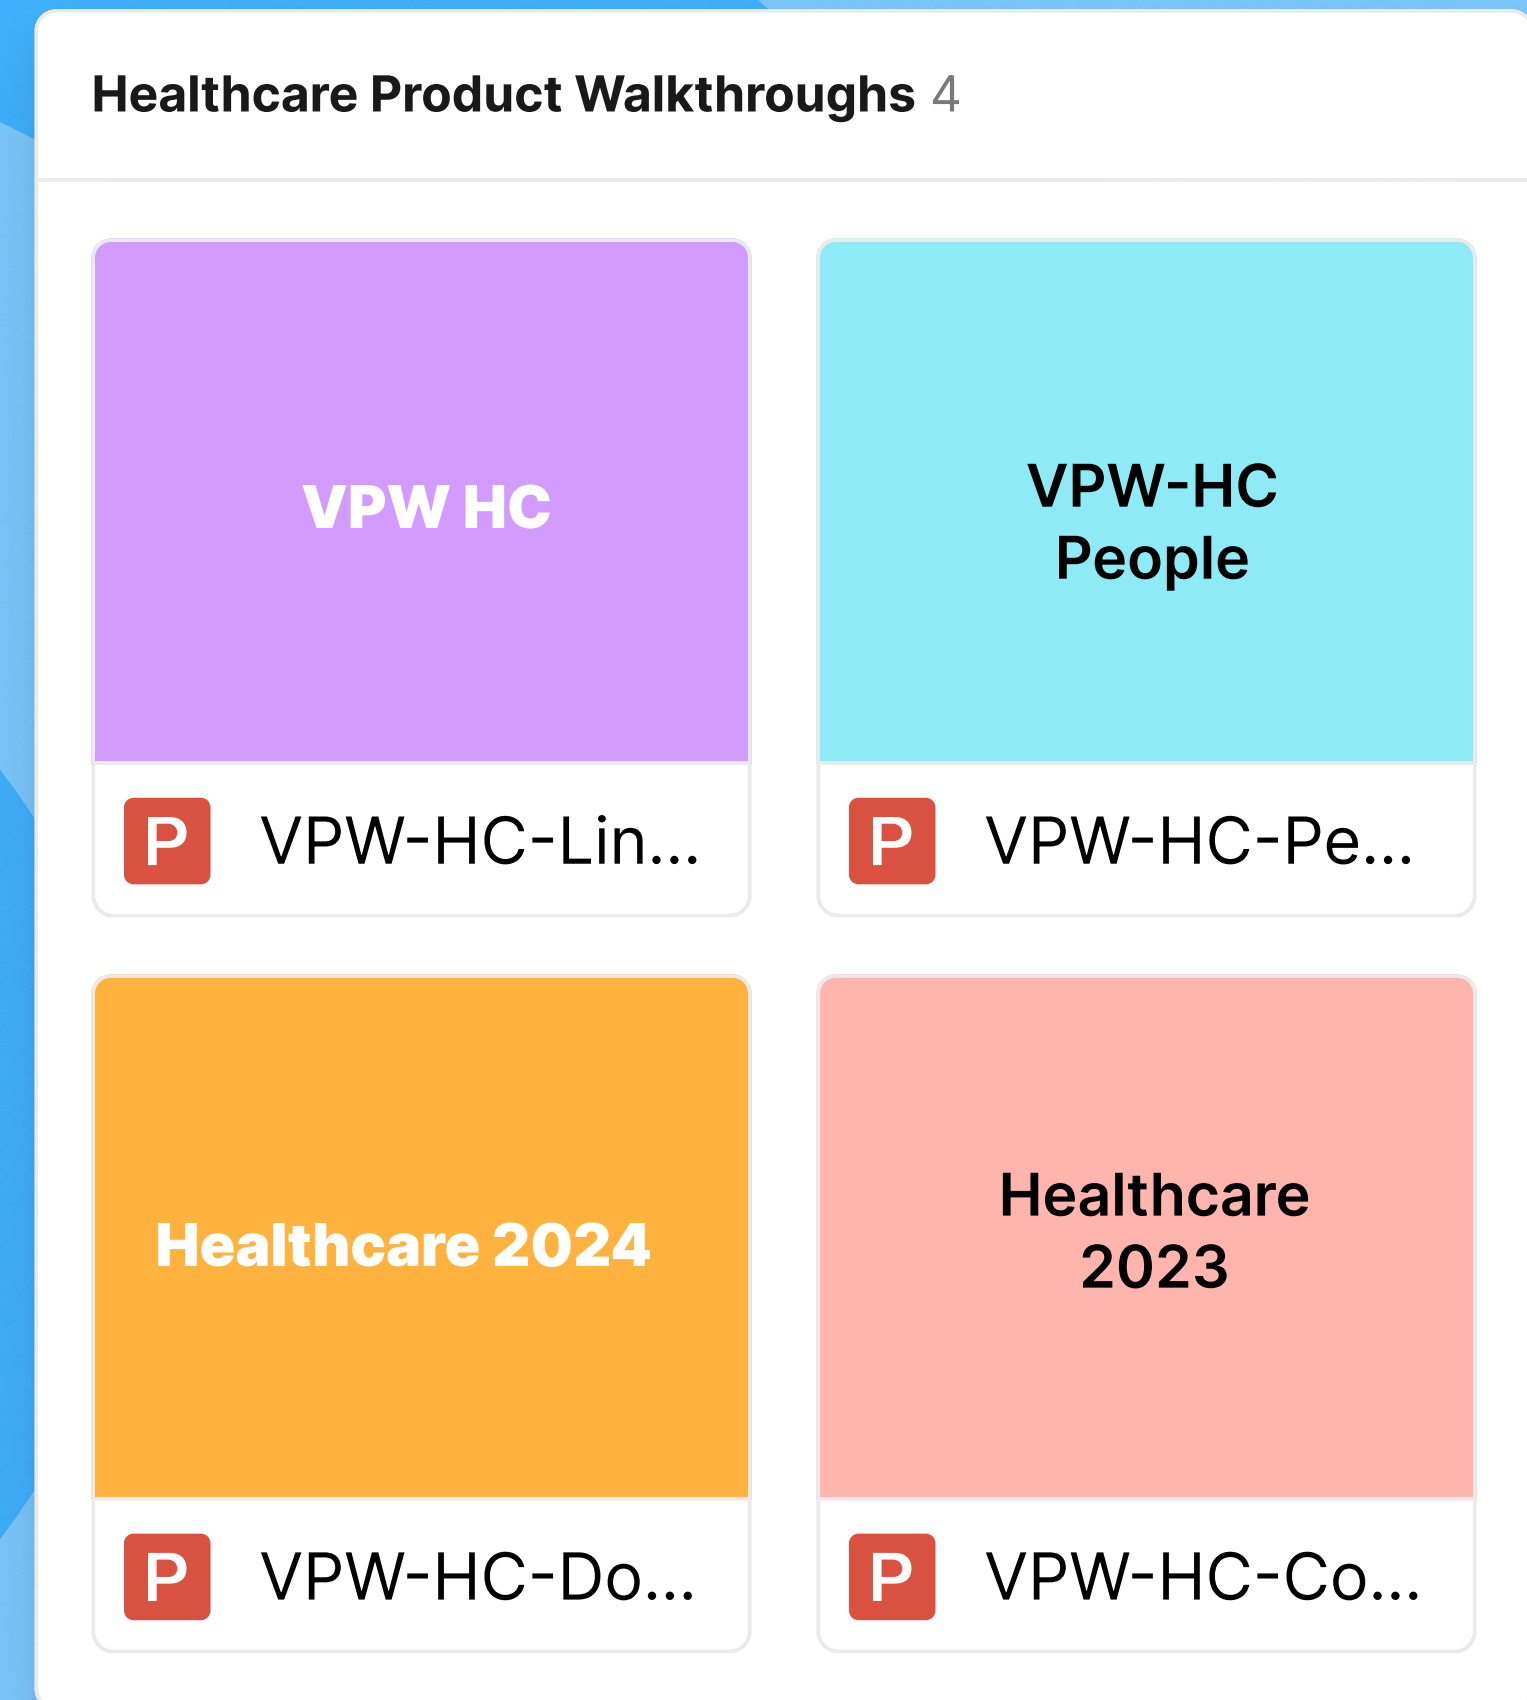 Healthcare Product Walkthroughs 4
VPW HC
VPW-HC
People
P VPW-HC-Lin...
P VPW-HC-Pe...
Healthcare 2024
Healthcare
2023
P VPW-HC-Do...
P VPW-HC-Co...